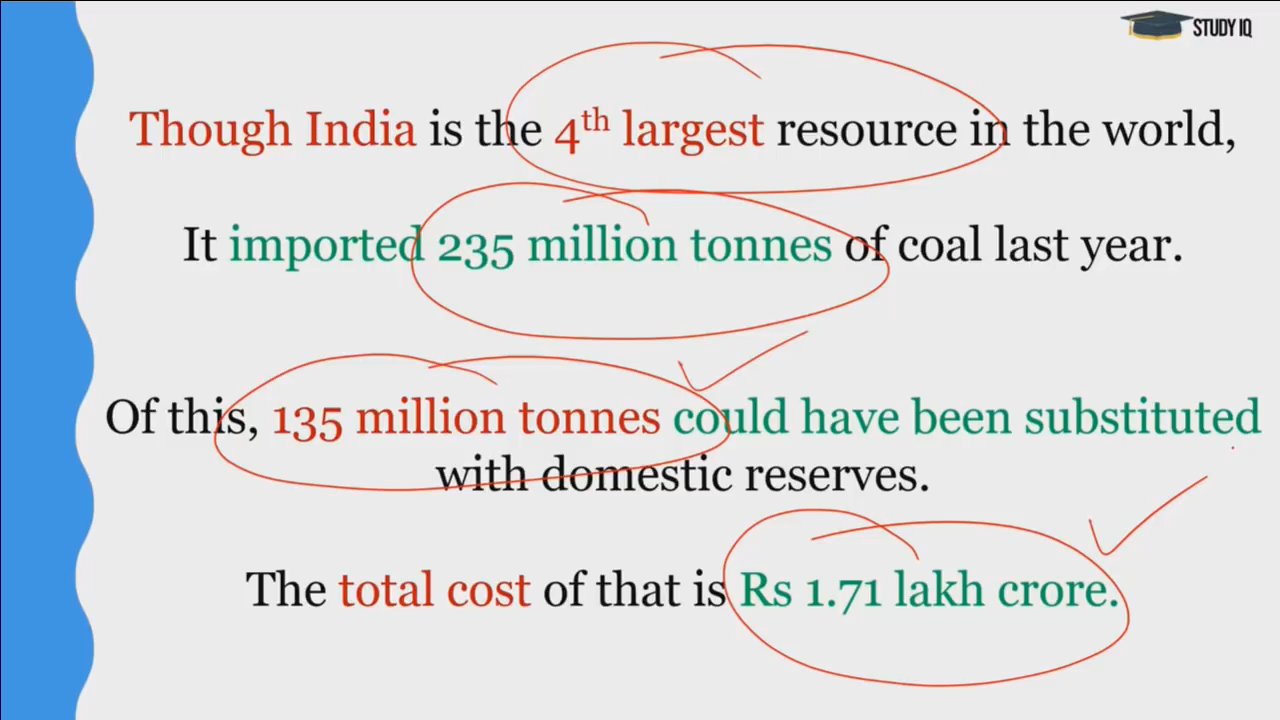 STUDY IQ
Though India is the 4th largest resource in the world,
It imported 235 million tonnes of coal last year.
Of this, 135 million tonnes could have been substituted
with domestic reserves.
The total cost of that is Rs 1.71 lakh crore.